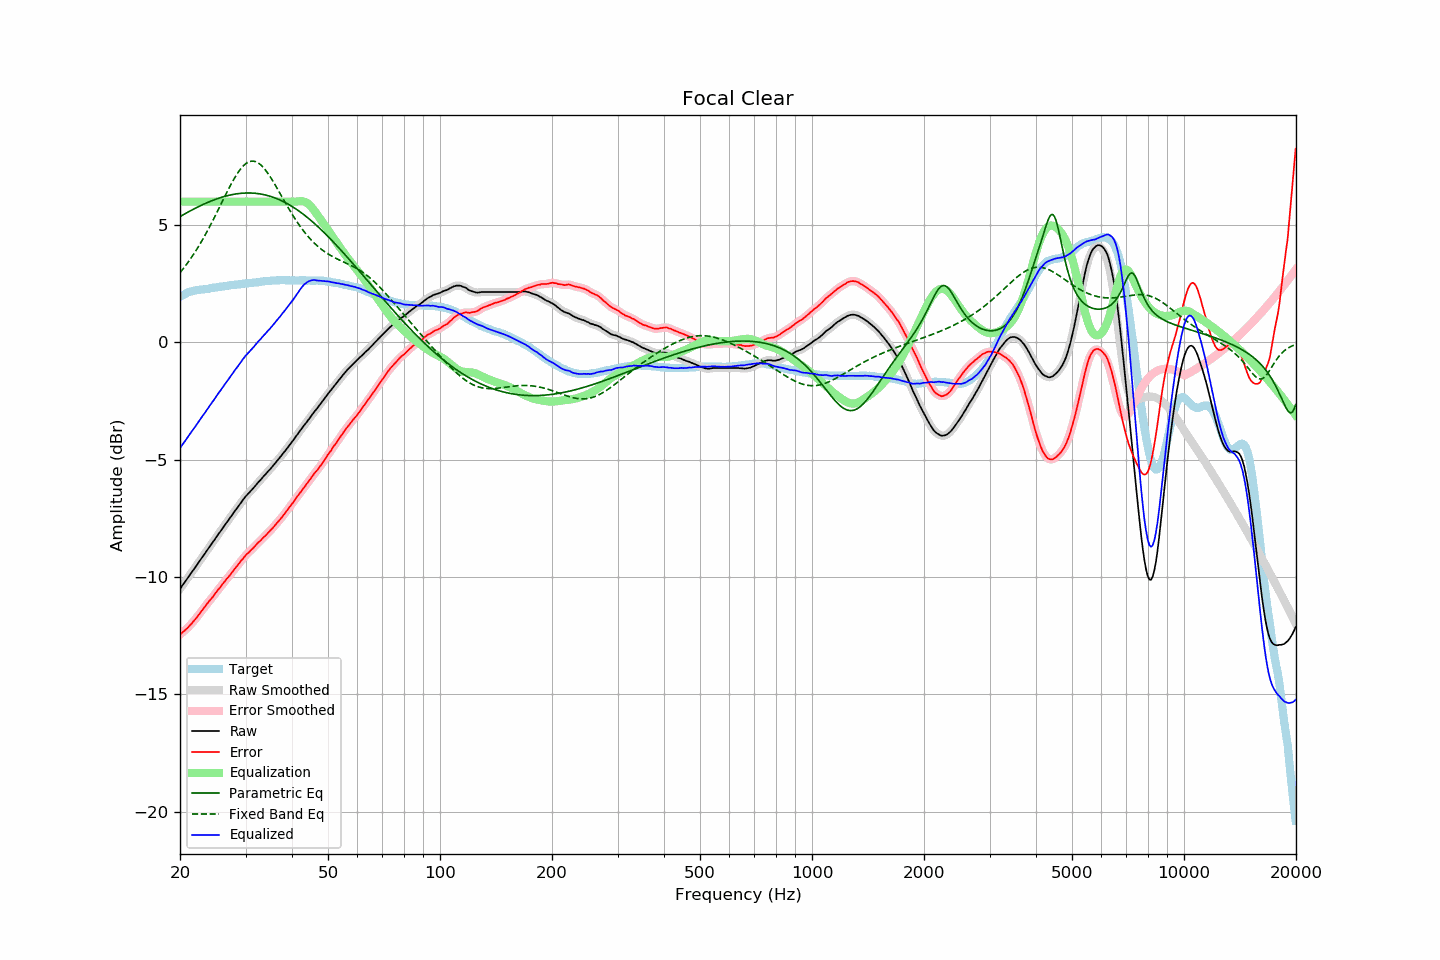 Focal Clear
Amplitude (dBr)
5
0
−5
−10
−15
−20
Target
Raw Smoothed
Error Smoothed
Raw
Error
Equalization
Parametric Eq
Fixed Band Eq
Equalized
20 50 100 200 500 1000 2000 5000 10000 20000
Frequency (Hz)